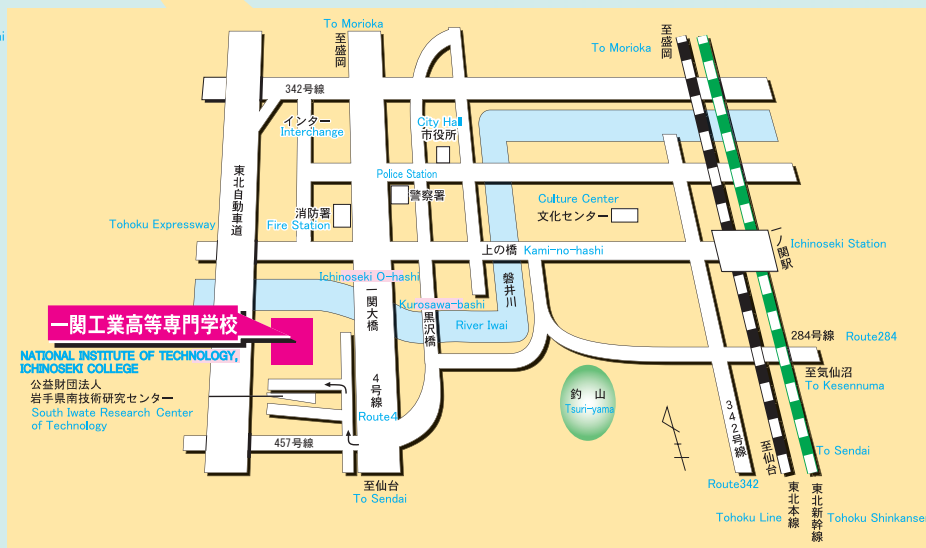 To Morioka
至盛岡
To Morioka
至盛岡
342号線
インター
Interchange
City Hall
市役所
Police Station
警察署
東北自動車道
Tohoku Expressway
消防署
Fire Station
Culture Center
文化センター
上の橋 Kami-no-hashi
一ノ関駅
Ichinoseki Station
Ichinoseki O-hashi
一関大橋
Kurosawa-bashi
黒沢橋
磐井川
River Iwai
一関工業高等専門学校
NATIONAL INSTITUTE OF TECHNOLOGY,
ICHINOSEKI COLLEGE
公益財団法人
岩手県南技術研究センター
South Iwate Research Center
of Technology
284号線 Route284
至気仙沼
To Kesennuma
釣山
Tsuri-yama
4号線
Route4
342号線
Route342
457号線
至仙台
To Sendai
至仙台
To Sendai
Tohoku Line
東北本線
東北新幹線